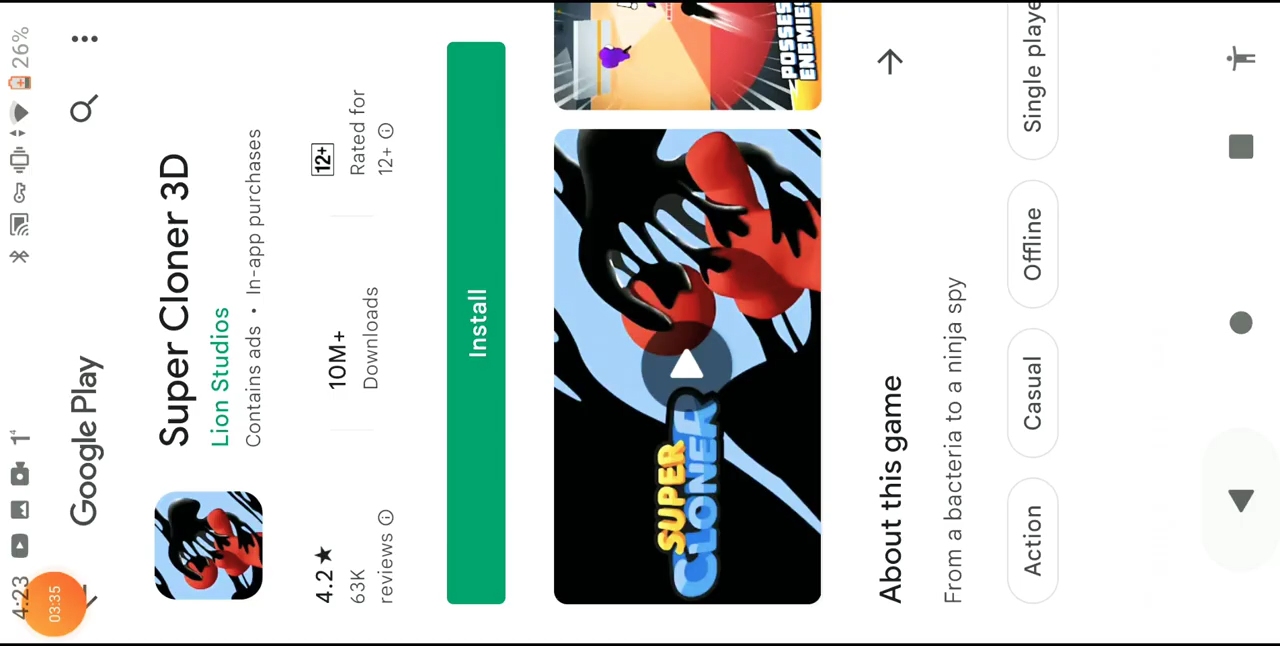 4:23
26%
03:35
Google Play
Super Cloner 3D
Lion Studios
Contains ads • In-app purchases
4.2★
63K
reviews
10M+
Downloads
12+
Rated for
12+
Install
SUPER
CLONER
POSSES
ENEMIES
About this game
From a bacteria to a ninja spy
Action
Casual
Offline
Single playe